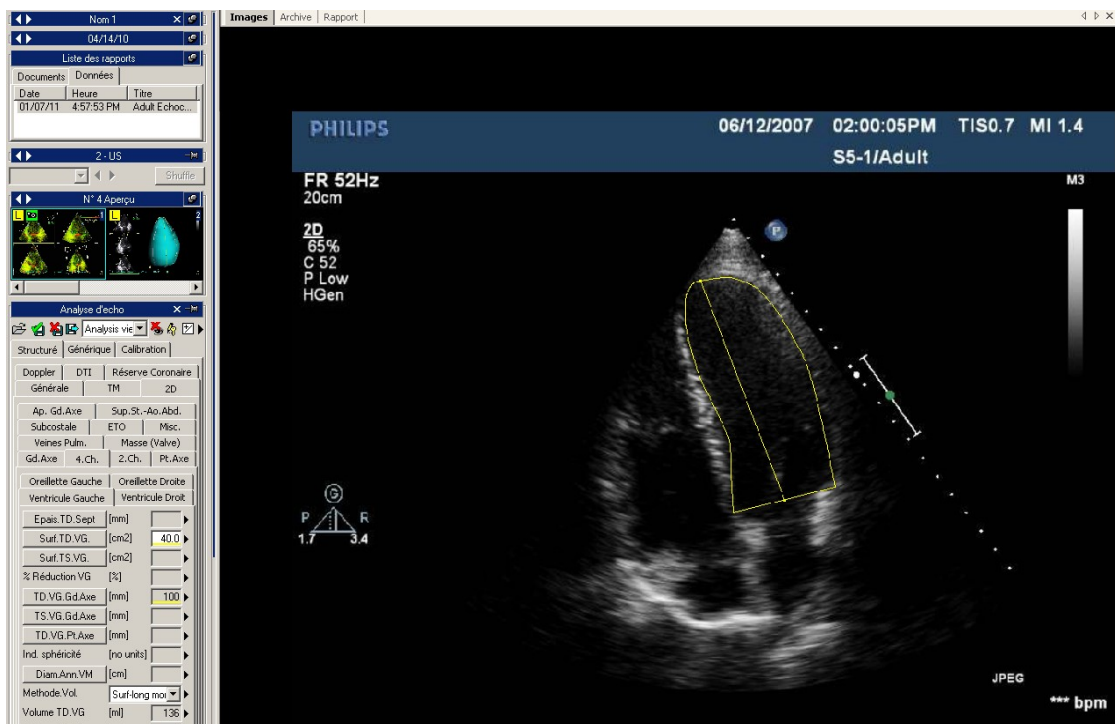 Nom 1
04/14/10
Liste des rapports
Documents Données
Date Heure Titre
01/07/11 4:57:53 PM Adult Echoc...
2 - US
Shuffle
N° 4 Aperçu
L L 2
Analyse d'echo
Analysis vie
Structuré Générique Calibration
Doppler DTI Réserve Coronaire
Générale TM 2D
Ap. Gd.Axe Sup.St.-Ao.Abd.
Subcostale ETO Misc.
Veines Pulm. Masse (Valve)
Gd.Axe 4.Ch. 2.Ch. Pt.Axe
Oreillette Gauche Oreillette Droite
Ventricule Gauche Ventricule Droit
Epais.TD.Sept [mm]
Surf.TD.VG. [cm2] 40.0
Surf.TS.VG. [cm2]
% Réduction VG [%]
TD.VG.Gd.Axe [mm] 100
TS.VG.Gd.Axe [mm]
TD.VG.Pt.Axe [mm]
Ind. sphéricité [no units]
Diam.Ann.VM [cm]
Methode.Vol. Surf-long mor
Volume TD.VG [ml] 136
Images Archive Rapport
PHILIPS 06/12/2007 02:00:05PM TIS0.7 MI 1.4
S5-1/Adult
FR 52Hz
20cm
M3
2D
65%
C 52
P Low
HGen
P
G
P R
1.7 3.4
JPEG
*** bpm